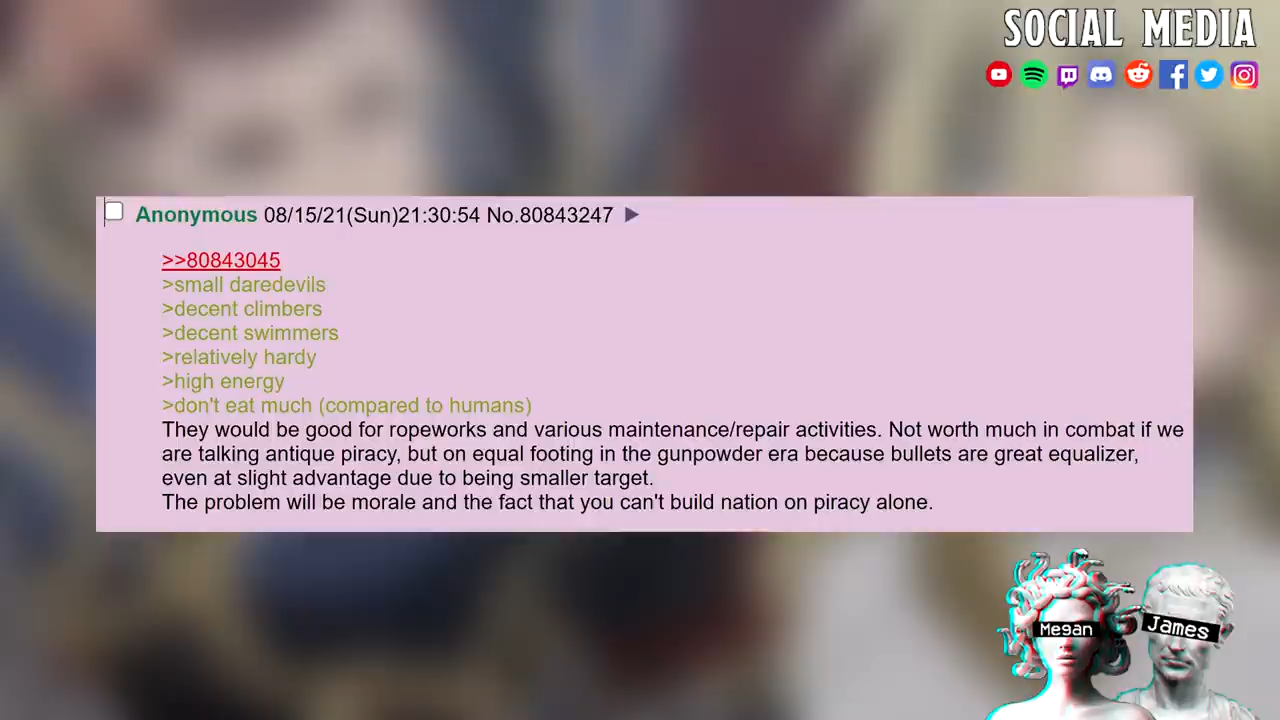 SOCIAL MEDIA
Anonymous 08/15/21(Sun)21:30:54 No.80843247 ▶
>>80843045
>small daredevils
>decent climbers
>decent swimmers
>relatively hardy
>high energy
>don't eat much (compared to humans)
They would be good for ropeworks and various maintenance/repair activities. Not worth much in combat if we
are talking antique piracy, but on equal footing in the gunpowder era because bullets are great equalizer,
even at slight advantage due to being smaller target.
The problem will be morale and the fact that you can't build nation on piracy alone.
Megan
James